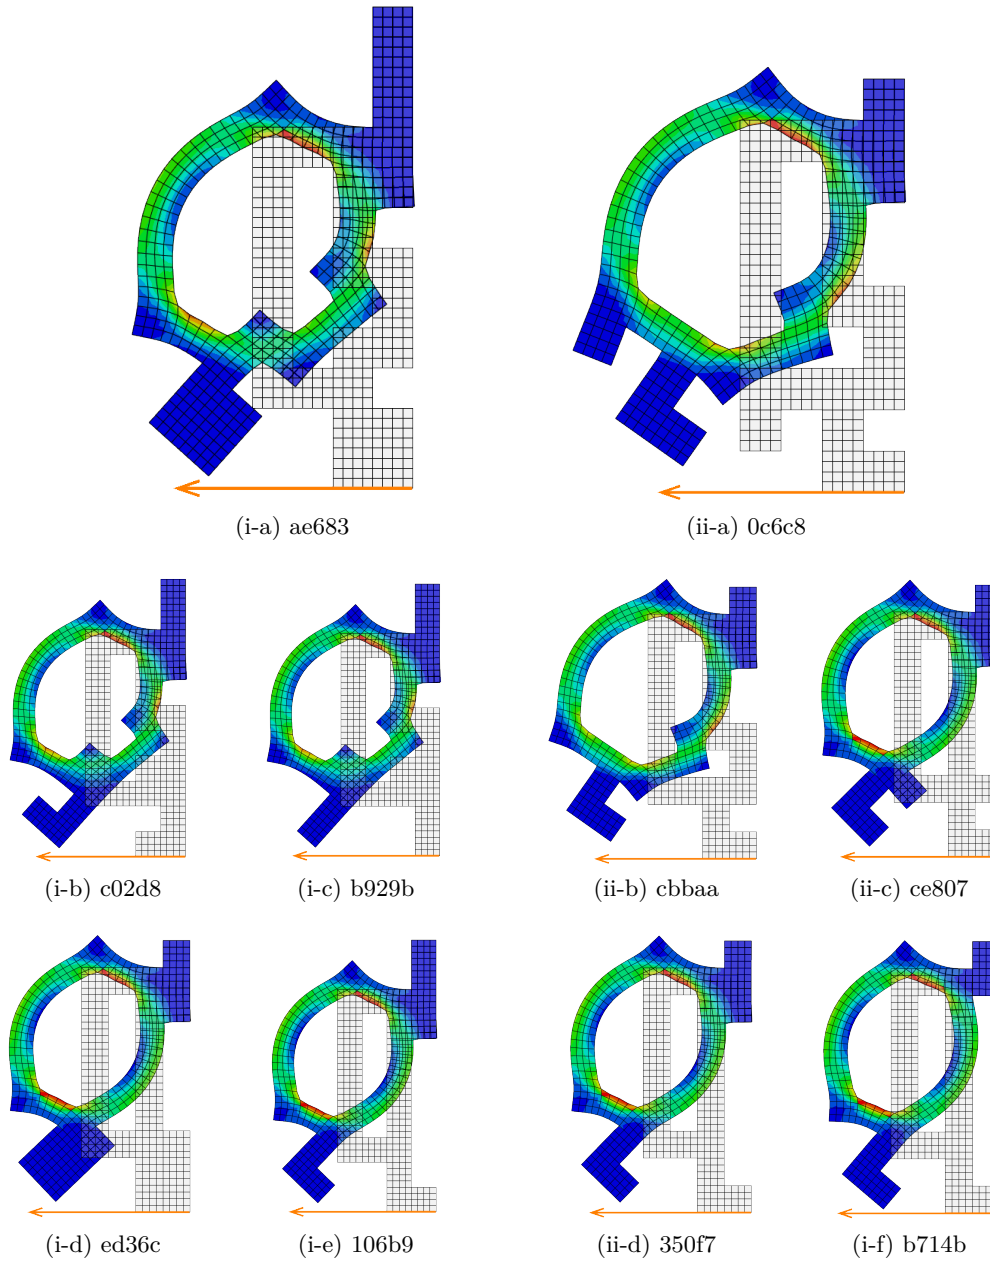 (i-a) ae683
(ii-a) 0c6c8
(i-b) c02d8
(i-c) b929b
(ii-b) cbbaa
(ii-c) ce807
(i-d) ed36c
(i-e) 106b9
(ii-d) 350f7
(i-f) b714b